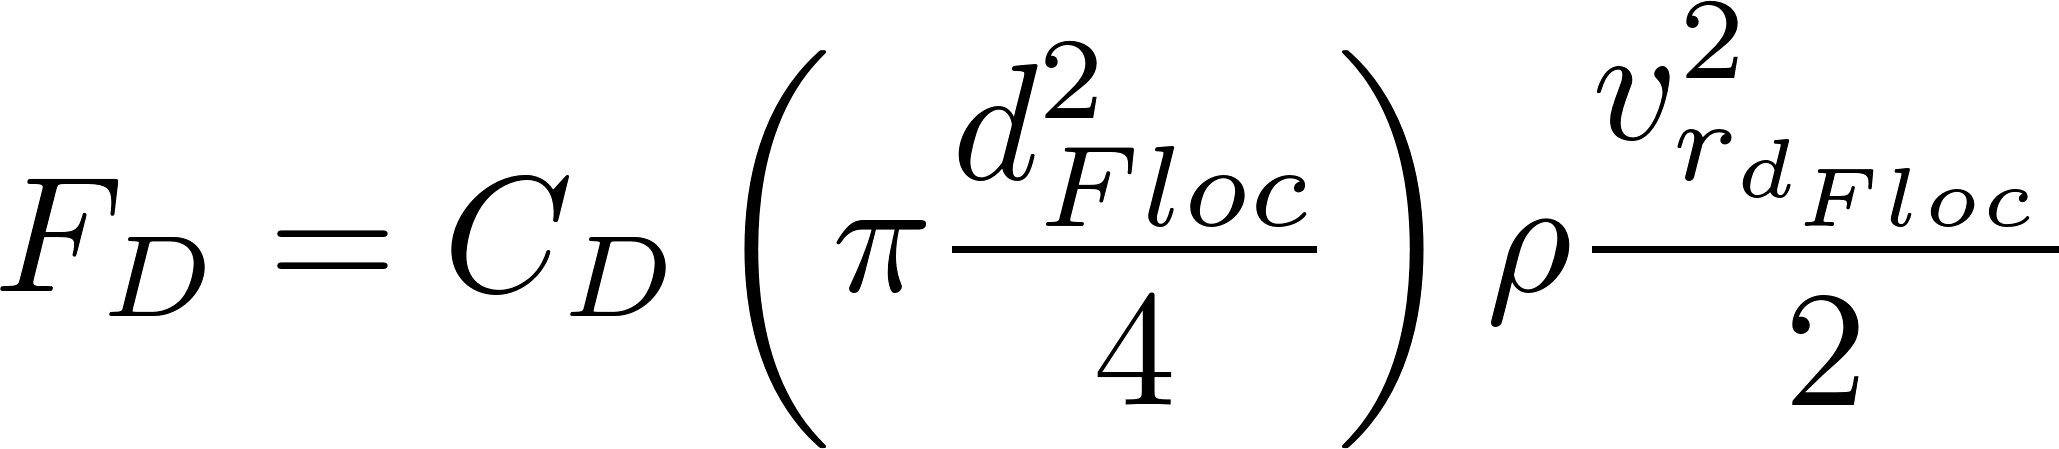 $F_D = C_D \left( \pi \frac{d_{Floc}^2}{4} \right) \rho \frac{v_{r_{d_{Floc}}}^2}{2}$